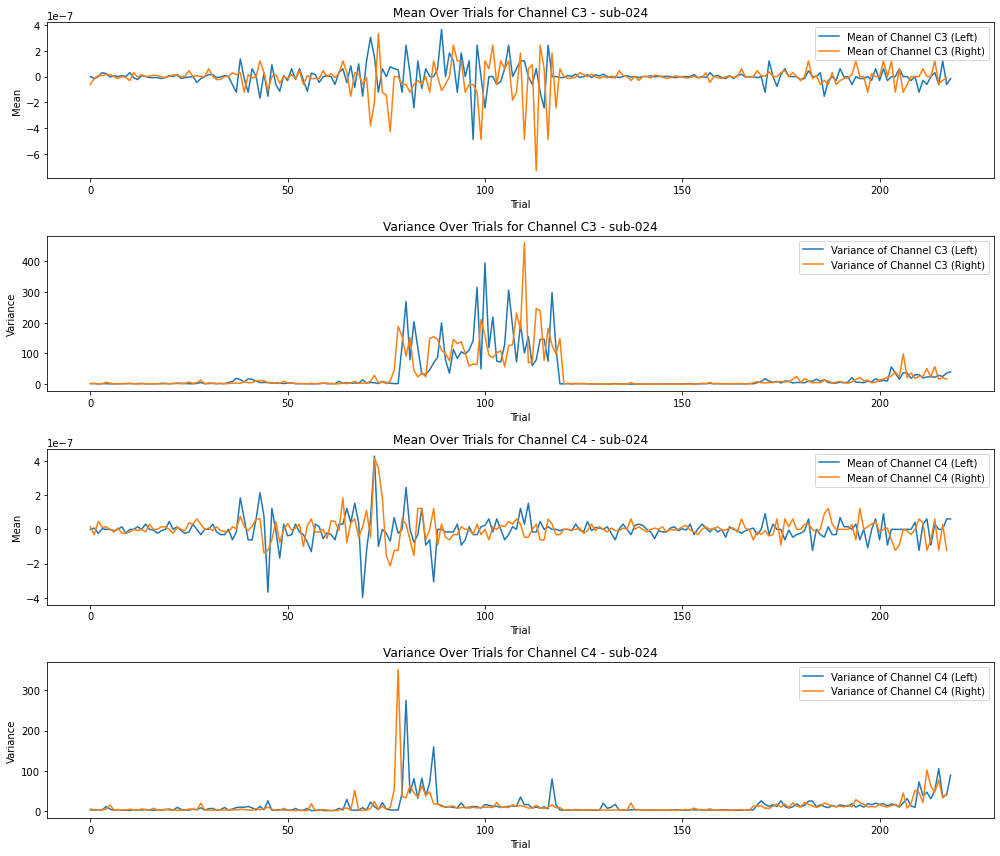 Mean Over Trials for Channel C3 - sub-024
1e−7
4
2
0
−2
−4
−6
Mean
Mean of Channel C3 (Left)
Mean of Channel C3 (Right)
0 50 100 150 200
Trial
Variance Over Trials for Channel C3 - sub-024
400
300
200
100
0
Variance
Variance of Channel C3 (Left)
Variance of Channel C3 (Right)
0 50 100 150 200
Trial
Mean Over Trials for Channel C4 - sub-024
1e−7
4
2
0
−2
−4
Mean
Mean of Channel C4 (Left)
Mean of Channel C4 (Right)
0 50 100 150 200
Trial
Variance Over Trials for Channel C4 - sub-024
300
200
100
0
Variance
Variance of Channel C4 (Left)
Variance of Channel C4 (Right)
0 50 100 150 200
Trial